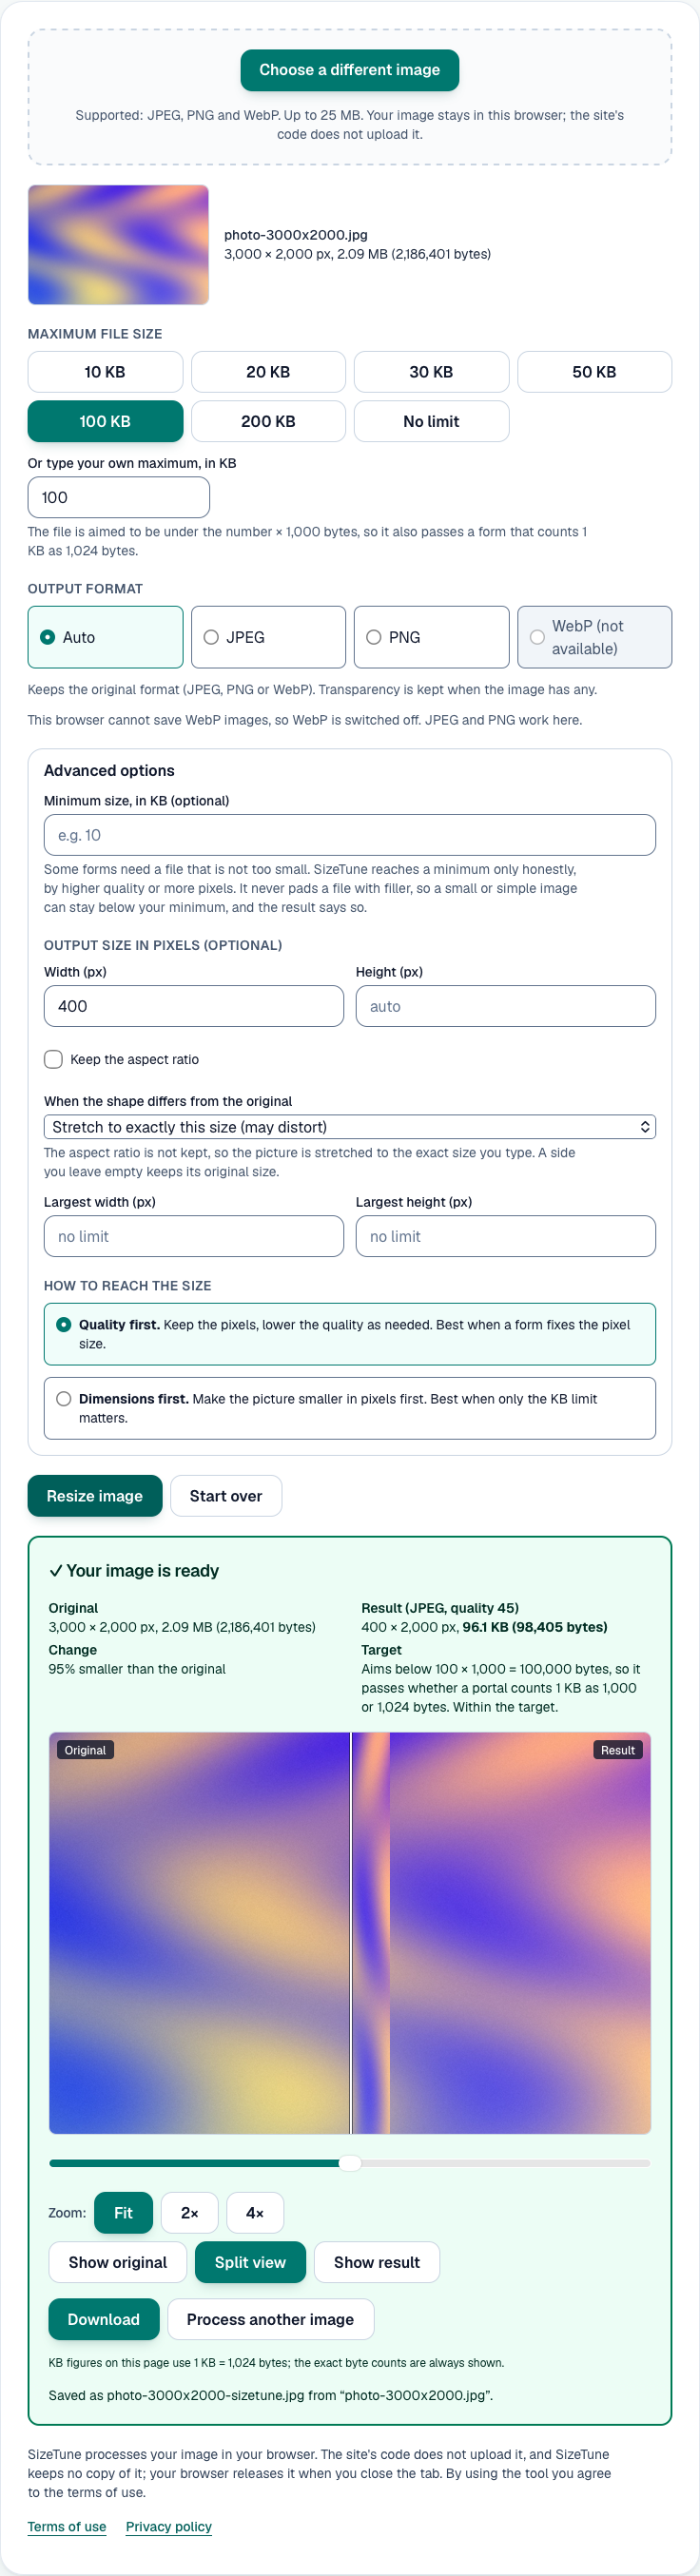 Choose a different image
Supported: JPEG, PNG and WebP. Up to 25 MB. Your image stays in this browser; the site's
code does not upload it.
photo-3000x2000.jpg
3,000 × 2,000 px, 2.09 MB (2,186,401 bytes)
MAXIMUM FILE SIZE
10 KB
20 KB
30 KB
50 KB
100 KB
200 KB
No limit
Or type your own maximum, in KB
100
The file is aimed to be under the number × 1,000 bytes, so it also passes a form that counts 1
KB as 1,024 bytes.
OUTPUT FORMAT
Auto
JPEG
PNG
WebP (not
available)
Keeps the original format (JPEG, PNG or WebP). Transparency is kept when the image has any.
This browser cannot save WebP images, so WebP is switched off. JPEG and PNG work here.
Advanced options
Minimum size, in KB (optional)
e.g. 10
Some forms need a file that is not too small. SizeTune reaches a minimum only honestly,
by higher quality or more pixels. It never pads a file with filler, so a small or simple image
can stay below your minimum, and the result says so.
OUTPUT SIZE IN PIXELS (OPTIONAL)
Width (px)
Height (px)
400
auto
Keep the aspect ratio
When the shape differs from the original
Stretch to exactly this size (may distort)
The aspect ratio is not kept, so the picture is stretched to the exact size you type. A side
you leave empty keeps its original size.
Largest width (px)
Largest height (px)
no limit
no limit
HOW TO REACH THE SIZE
Quality first. Keep the pixels, lower the quality as needed. Best when a form fixes the pixel
size.
Dimensions first. Make the picture smaller in pixels first. Best when only the KB limit
matters.
Resize image
Start over
✓ Your image is ready
Original
3,000 × 2,000 px, 2.09 MB (2,186,401 bytes)
Result (JPEG, quality 45)
400 × 2,000 px, 96.1 KB (98,405 bytes)
Change
95% smaller than the original
Target
Aims below 100 × 1,000 = 100,000 bytes, so it
passes whether a portal counts 1 KB as 1,000
or 1,024 bytes. Within the target.
Original
Result
Zoom:
Fit
2×
4×
Show original
Split view
Show result
Download
Process another image
KB figures on this page use 1 KB = 1,024 bytes; the exact byte counts are always shown.
Saved as photo-3000x2000-sizetune.jpg from “photo-3000x2000.jpg”.
SizeTune processes your image in your browser. The site's code does not upload it, and SizeTune
keeps no copy of it; your browser releases it when you close the tab. By using the tool you agree
to the terms of use.
Terms of use
Privacy policy